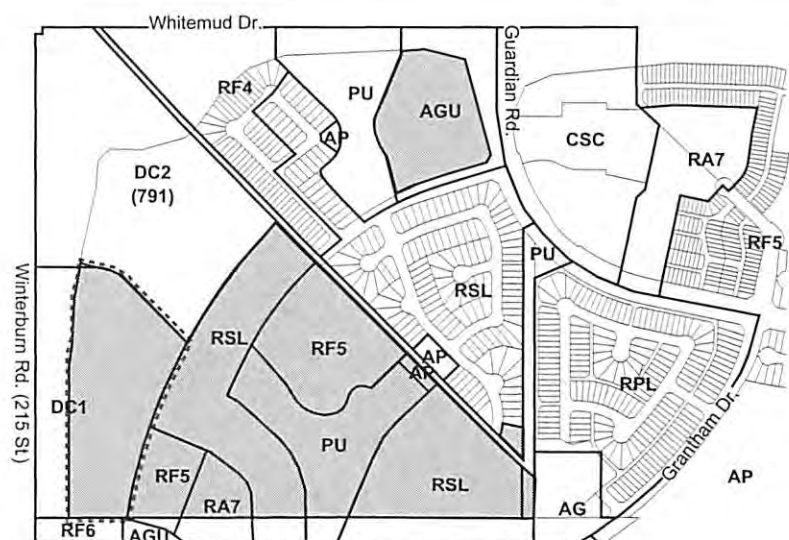 Whitemud Dr.
Guardian Rd.
RF4
PU
AGU
AP
CSC
DC2
(791)
RA7
RF5
PU
Winterburn Rd. (215 St.)
RSL
RSL
RF5
AP
AP
RPL
DC1
Grantham Dr.
PU
RF5
RSL
AP
RA7
AG
RF6
AGU